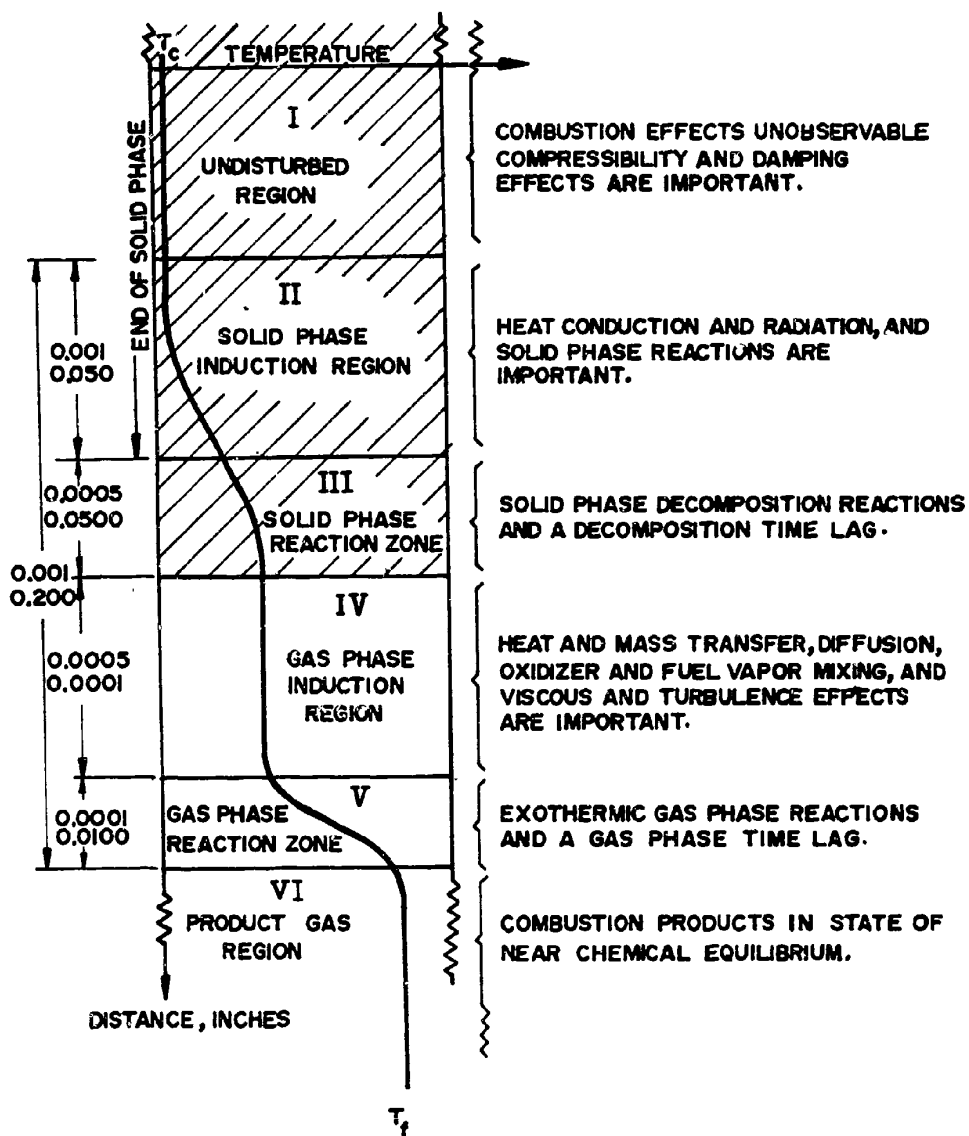 T_c
TEMPERATURE
I
UNDISTURBED
REGION
COMBUSTION EFFECTS UNOBSERVABLE
COMPRESSIBILITY AND DAMPING
EFFECTS ARE IMPORTANT.
END OF SOLID PHASE
II
SOLID PHASE
INDUCTION REGION
0.001
0.050
HEAT CONDUCTION AND RADIATION, AND
SOLID PHASE REACTIONS ARE
IMPORTANT.
III
SOLID PHASE
REACTION ZONE
0.0005
0.0500
SOLID PHASE DECOMPOSITION REACTIONS
AND A DECOMPOSITION TIME LAG.
0.001
0.200
IV
GAS PHASE
INDUCTION
REGION
0.0005
0.0001
HEAT AND MASS TRANSFER, DIFFUSION,
OXIDIZER AND FUEL VAPOR MIXING, AND
VISCOUS AND TURBULENCE EFFECTS
ARE IMPORTANT.
V
GAS PHASE
REACTION ZONE
0.0001
0.0100
EXOTHERMIC GAS PHASE REACTIONS
AND A GAS PHASE TIME LAG.
VI
PRODUCT GAS
REGION
COMBUSTION PRODUCTS IN STATE OF
NEAR CHEMICAL EQUILIBRIUM.
DISTANCE, INCHES
T_f